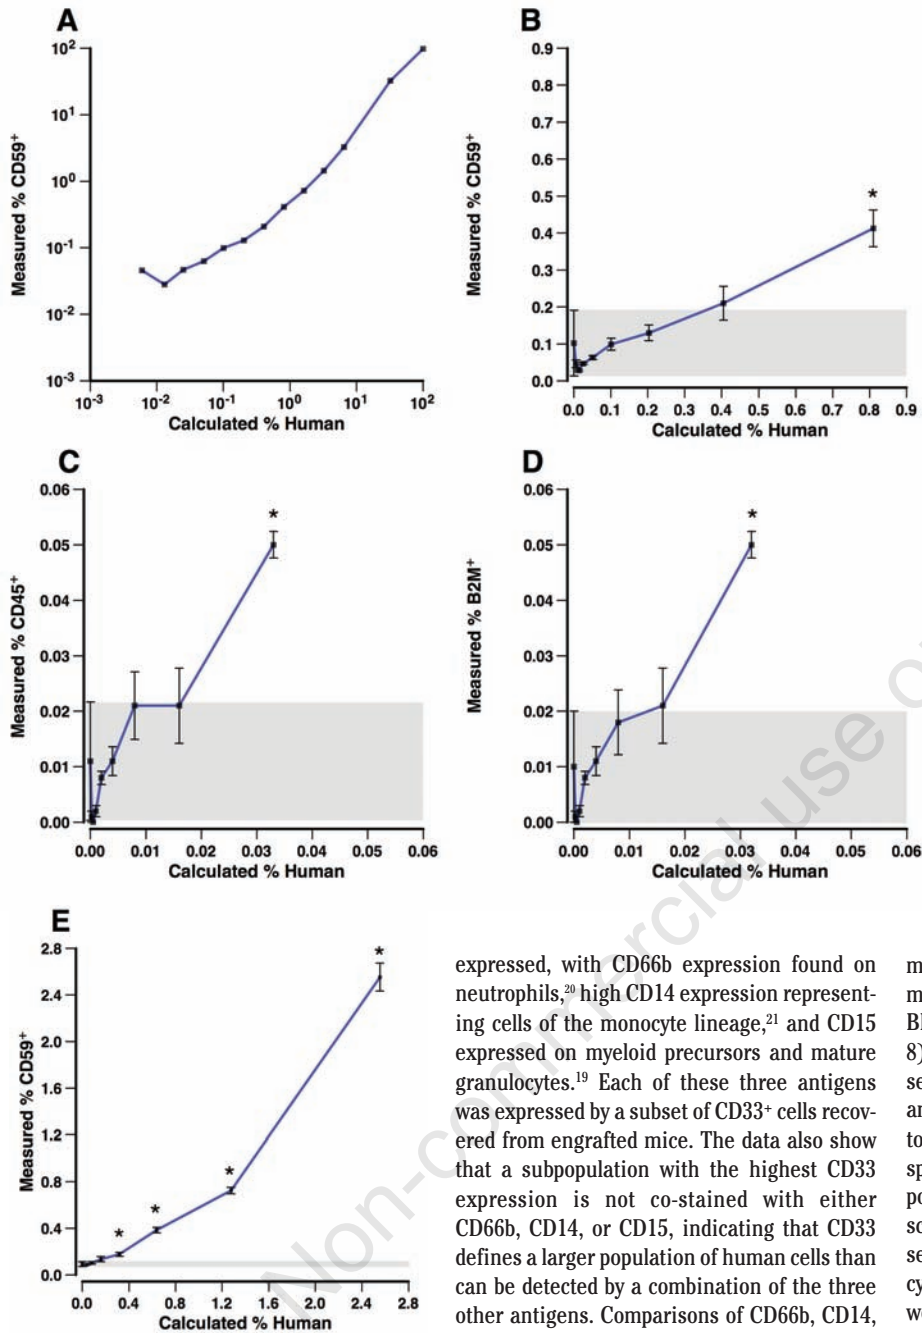 A
10²
10¹
10⁰
10⁻¹
10⁻²
10⁻³
Measured % CD59⁺
10⁻³ 10⁻² 10⁻¹ 10⁰ 10¹ 10²
Calculated % Human
B
0.9
0.8
0.7
0.6
0.5
0.4
0.3
0.2
0.1
0.0
Measured % CD59⁺
*
0.0 0.1 0.2 0.3 0.4 0.5 0.6 0.7 0.8 0.9
Calculated % Human
C
0.06
0.05
0.04
0.03
0.02
0.01
0.00
Measured % CD45⁺
*
0.00 0.01 0.02 0.03 0.04 0.05 0.06
Calculated % Human
D
0.06
0.05
0.04
0.03
0.02
0.01
0.00
Measured % B2M⁺
*
0.00 0.01 0.02 0.03 0.04 0.05 0.06
Calculated % Human
E
2.8
2.4
2.0
1.6
1.2
0.8
0.4
0.0
Measured % CD59⁺
* * * *
0.0 0.4 0.8 1.2 1.6 2.0 2.4 2.8
Calculated % Human
expressed, with CD66b expression found on
neutrophils,²⁰ high CD14 expression represent-
ing cells of the monocyte lineage,²¹ and CD15
expressed on myeloid precursors and mature
granulocytes.¹⁹ Each of these three antigens
was expressed by a subset of CD33⁺ cells recov-
ered from engrafted mice. The data also show
that a subpopulation with the highest CD33
expression is not co-stained with either
CD66b, CD14, or CD15, indicating that CD33
defines a larger population of human cells than
can be detected by a combination of the three
other antigens. Comparisons of CD66b, CD14,
Non-commercial use